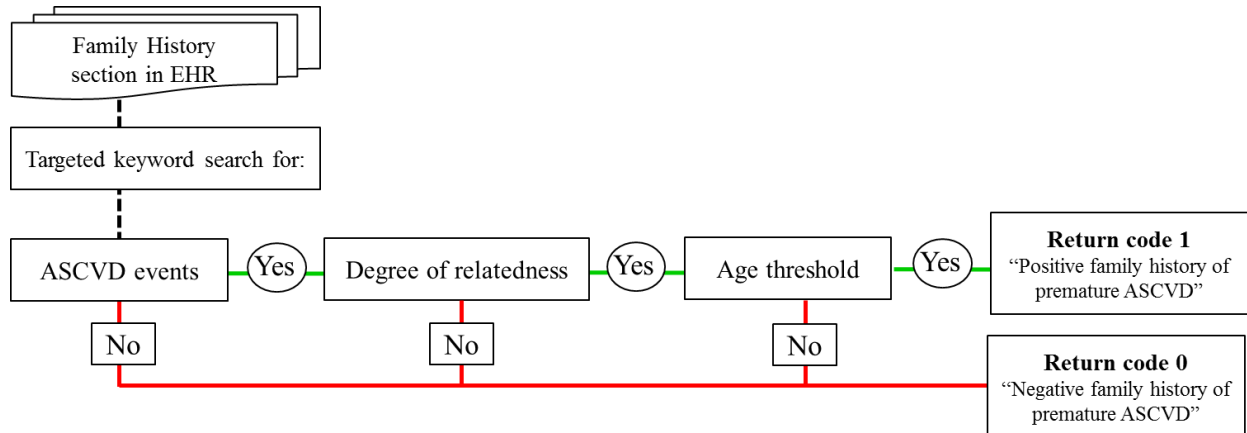 Family History
section in EHR
Targeted keyword search for:
ASCVD events
Yes
Degree of relatedness
Yes
Age threshold
Yes
Return code 1
“Positive family history of
premature ASCVD”
No
No
No
Return code 0
“Negative family history of
premature ASCVD”